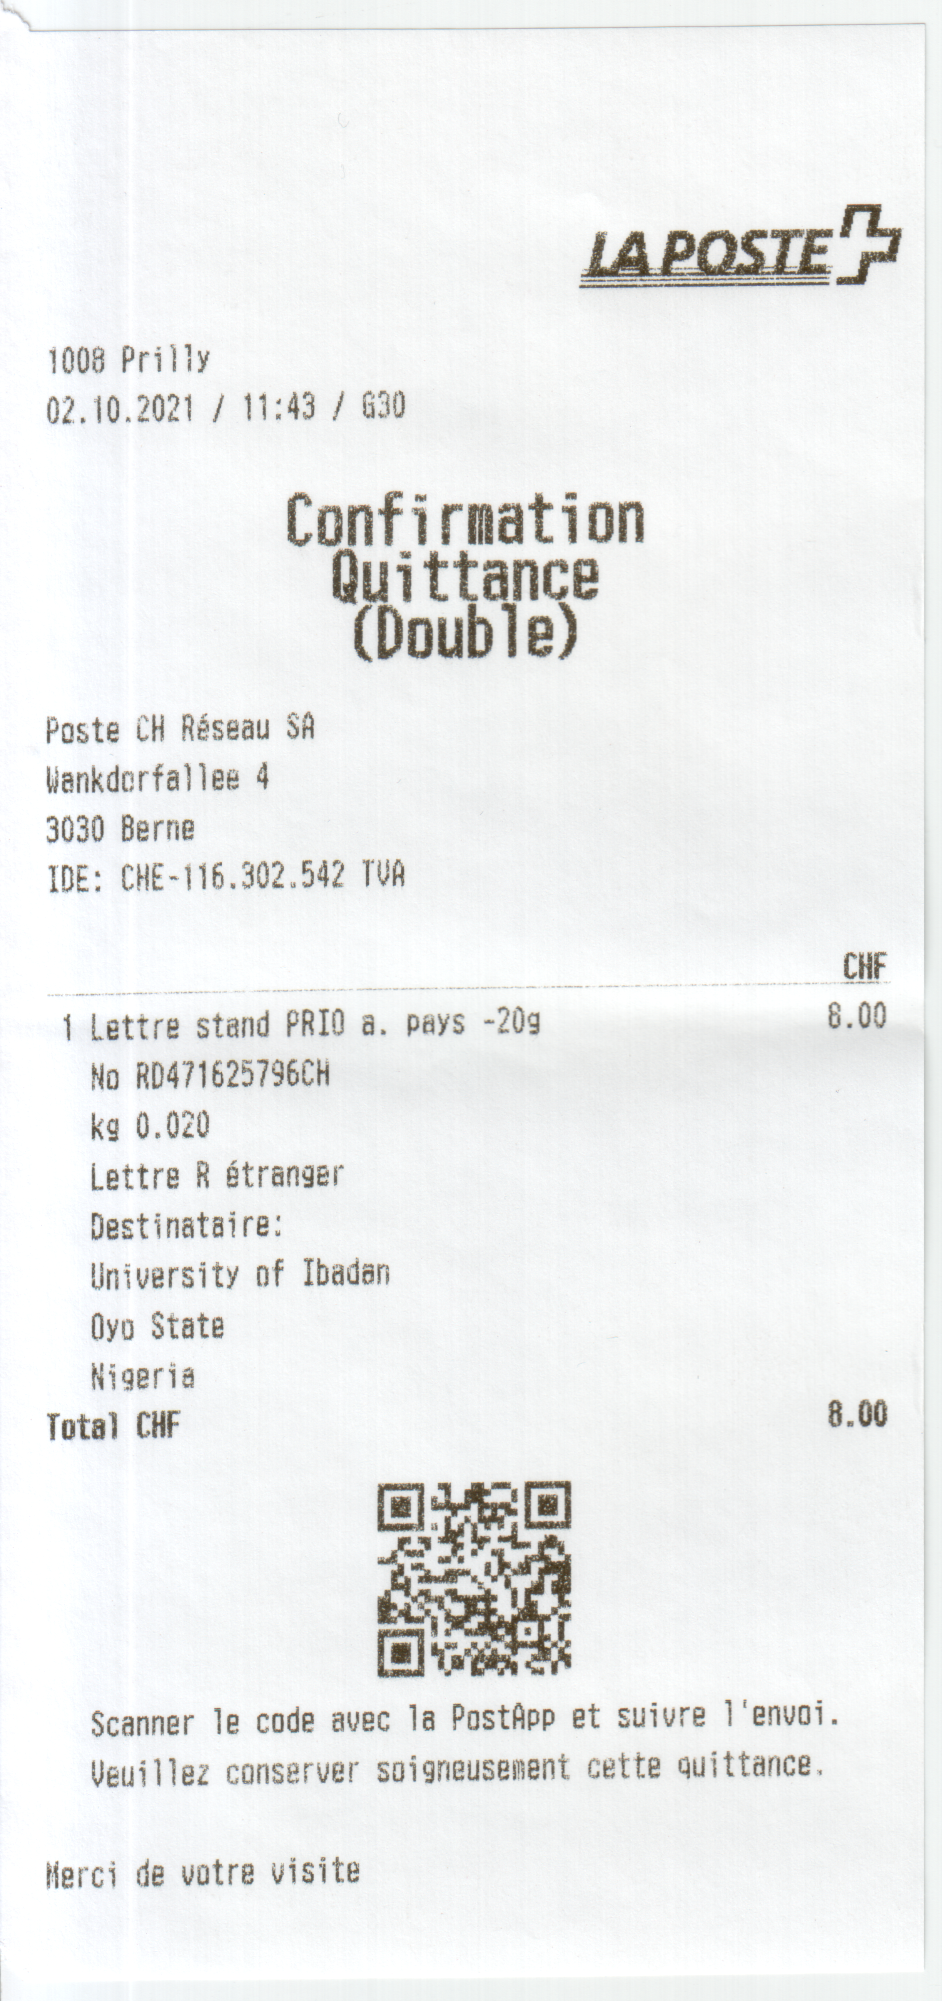 LA POSTE
1008 Prilly
02.10.2021 / 11:43 / G30
Confirmation
Quittance
(Double)
Poste CH Réseau SA
Wankdorfallee 4
3030 Berne
IDE: CHE-116.302.542 TVA
CHF
1 Lettre stand PRIO a. pays -20g 8.00
No RD471625796CH
kg 0.020
Lettre R étranger
Destinataire:
University of Ibadan
Oyo State
Nigeria
Total CHF 8.00
Scanner le code avec la PostApp et suivre l'envoi.
Veuillez conserver soigneusement cette quittance.
Merci de votre visite